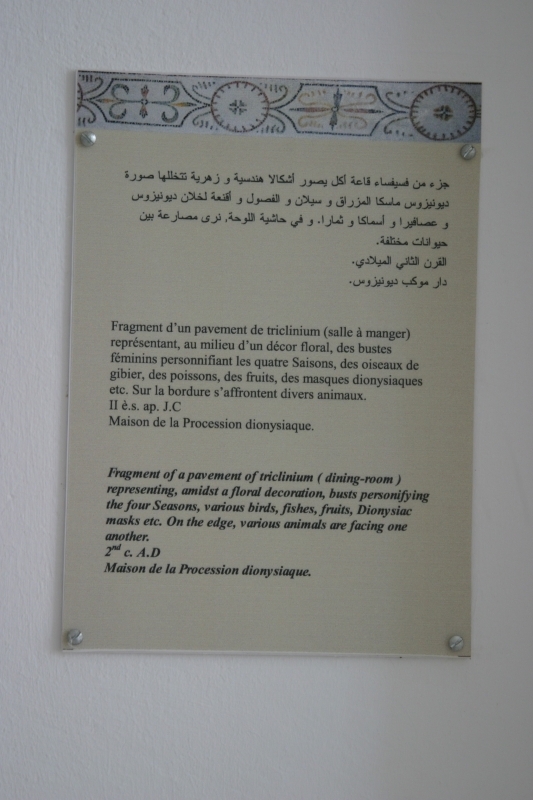 جزء من فسيفساء قاعة أكل يصور أشكالا هندسية و زهرية تتخللها صورة
ديونيزوس ماسكا المزراق و سيلان و الفصول و أقنعة لخلان ديونيزوس
و عصافيرا و أسماكا و ثمارا. و في حاشية اللوحة, نرى مصارعة بين
حيوانات مختلفة.
القرن الثاني الميلادي.
دار موكب ديونيزوس.
Fragment d'un pavement de triclinium (salle à manger)
représentant, au milieu d'un décor floral, des bustes
féminins personnifiant les quatre Saisons, des oiseaux de
gibier, des poissons, des fruits, des masques dionysiaques
etc. Sur la bordure s'affrontent divers animaux.
II è.s. ap. J.C
Maison de la Procession dionysiaque.
Fragment of a pavement of triclinium ( dining-room )
representing, amidst a floral decoration, busts personifying
the four Seasons, various birds, fishes, fruits, Dionysiac
masks etc. On the edge, various animals are facing one
another.
2nd c. A.D
Maison de la Procession dionysiaque.